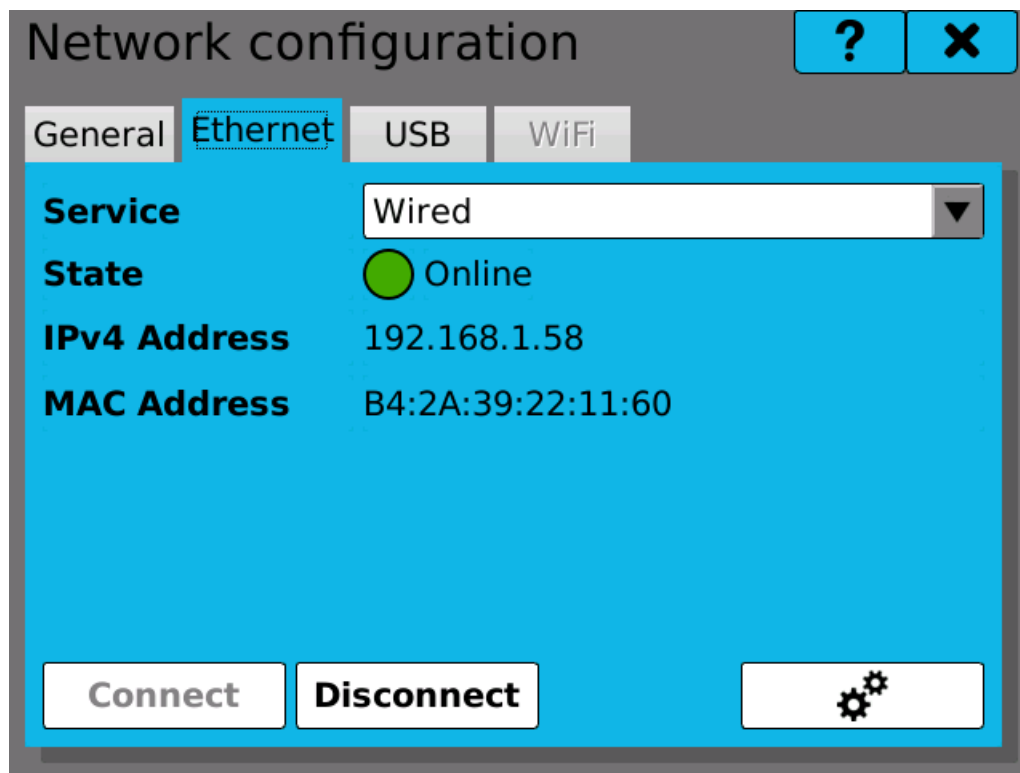 Network configuration
?
General Ethernet USB WiFi
Service Wired
State Online
IPv4 Address 192.168.1.58
MAC Address B4:2A:39:22:11:60
Connect Disconnect